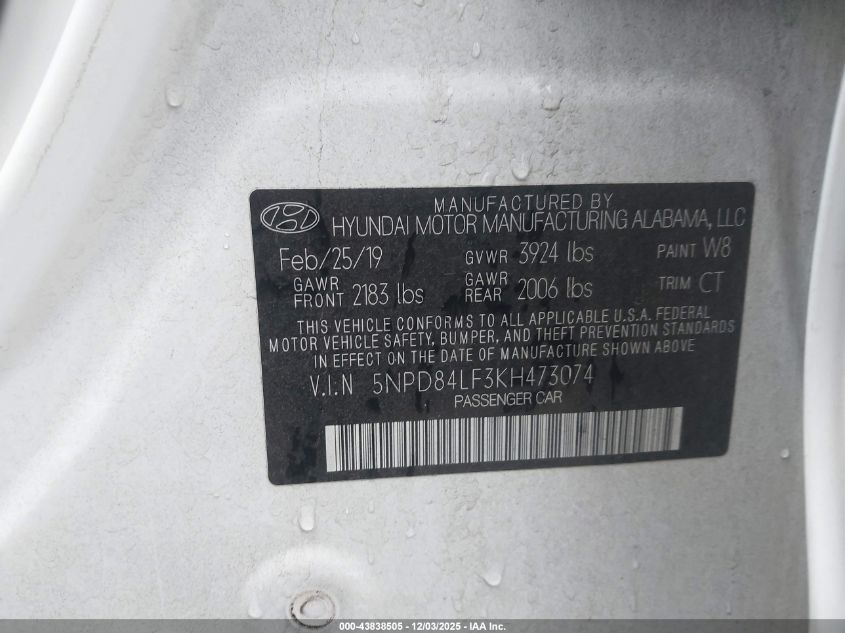 MANUFACTURED BY
HYUNDAI MOTOR MANUFACTURING ALABAMA, LLC
Feb/25/19 GVWR 3924 lbs PAINT W8
GAWR FRONT 2183 lbs GAWR REAR 2006 lbs TRIM CT
THIS VEHICLE CONFORMS TO ALL APPLICABLE U.S.A. FEDERAL
MOTOR VEHICLE SAFETY, BUMPER, AND THEFT PREVENTION STANDARDS
IN EFFECT ON THE DATE OF MANUFACTURE SHOWN ABOVE
V.I.N 5NPD84LF3KH473074
PASSENGER CAR
000-43838505 - 12/03/2025 - IAA Inc.